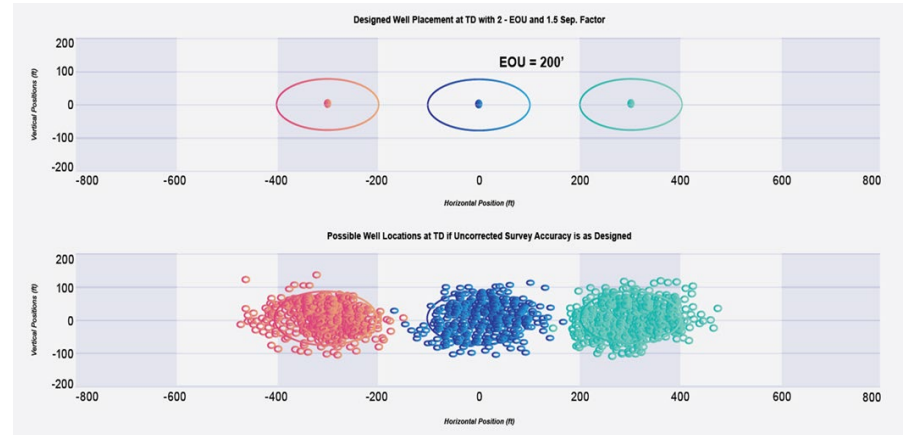 Designed Well Placement at TD with 2 - EOU and 1.5 Sep. Factor
EOU = 200'
Vertical Positions (ft)
200
100
0
-100
-200
-800 -600 -400 -200 0 200 400 600 800
Horizontal Position (ft)
Possible Well Locations at TD if Uncorrected Survey Accuracy is as Designed
Vertical Positions (ft)
200
100
0
-100
-200
-800 -600 -400 -200 0 200 400 600 800
Horizontal Position (ft)